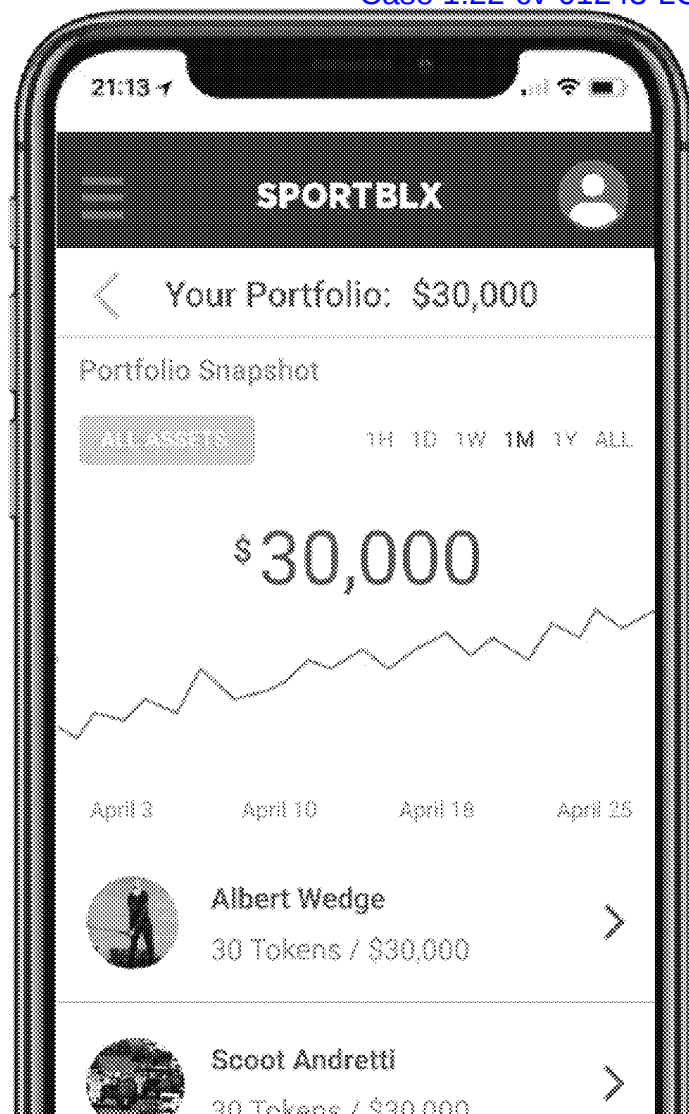 21:13
SPORTBLX
Your Portfolio: $30,000
Portfolio Snapshot
ALL ASSETS 1H 1D 1W 1M 1Y ALL
$30,000
April 3 April 10 April 18 April 25
Albert Wedge
30 Tokens / $30,000
Scoot Andretti
30 Tokens / $30,000